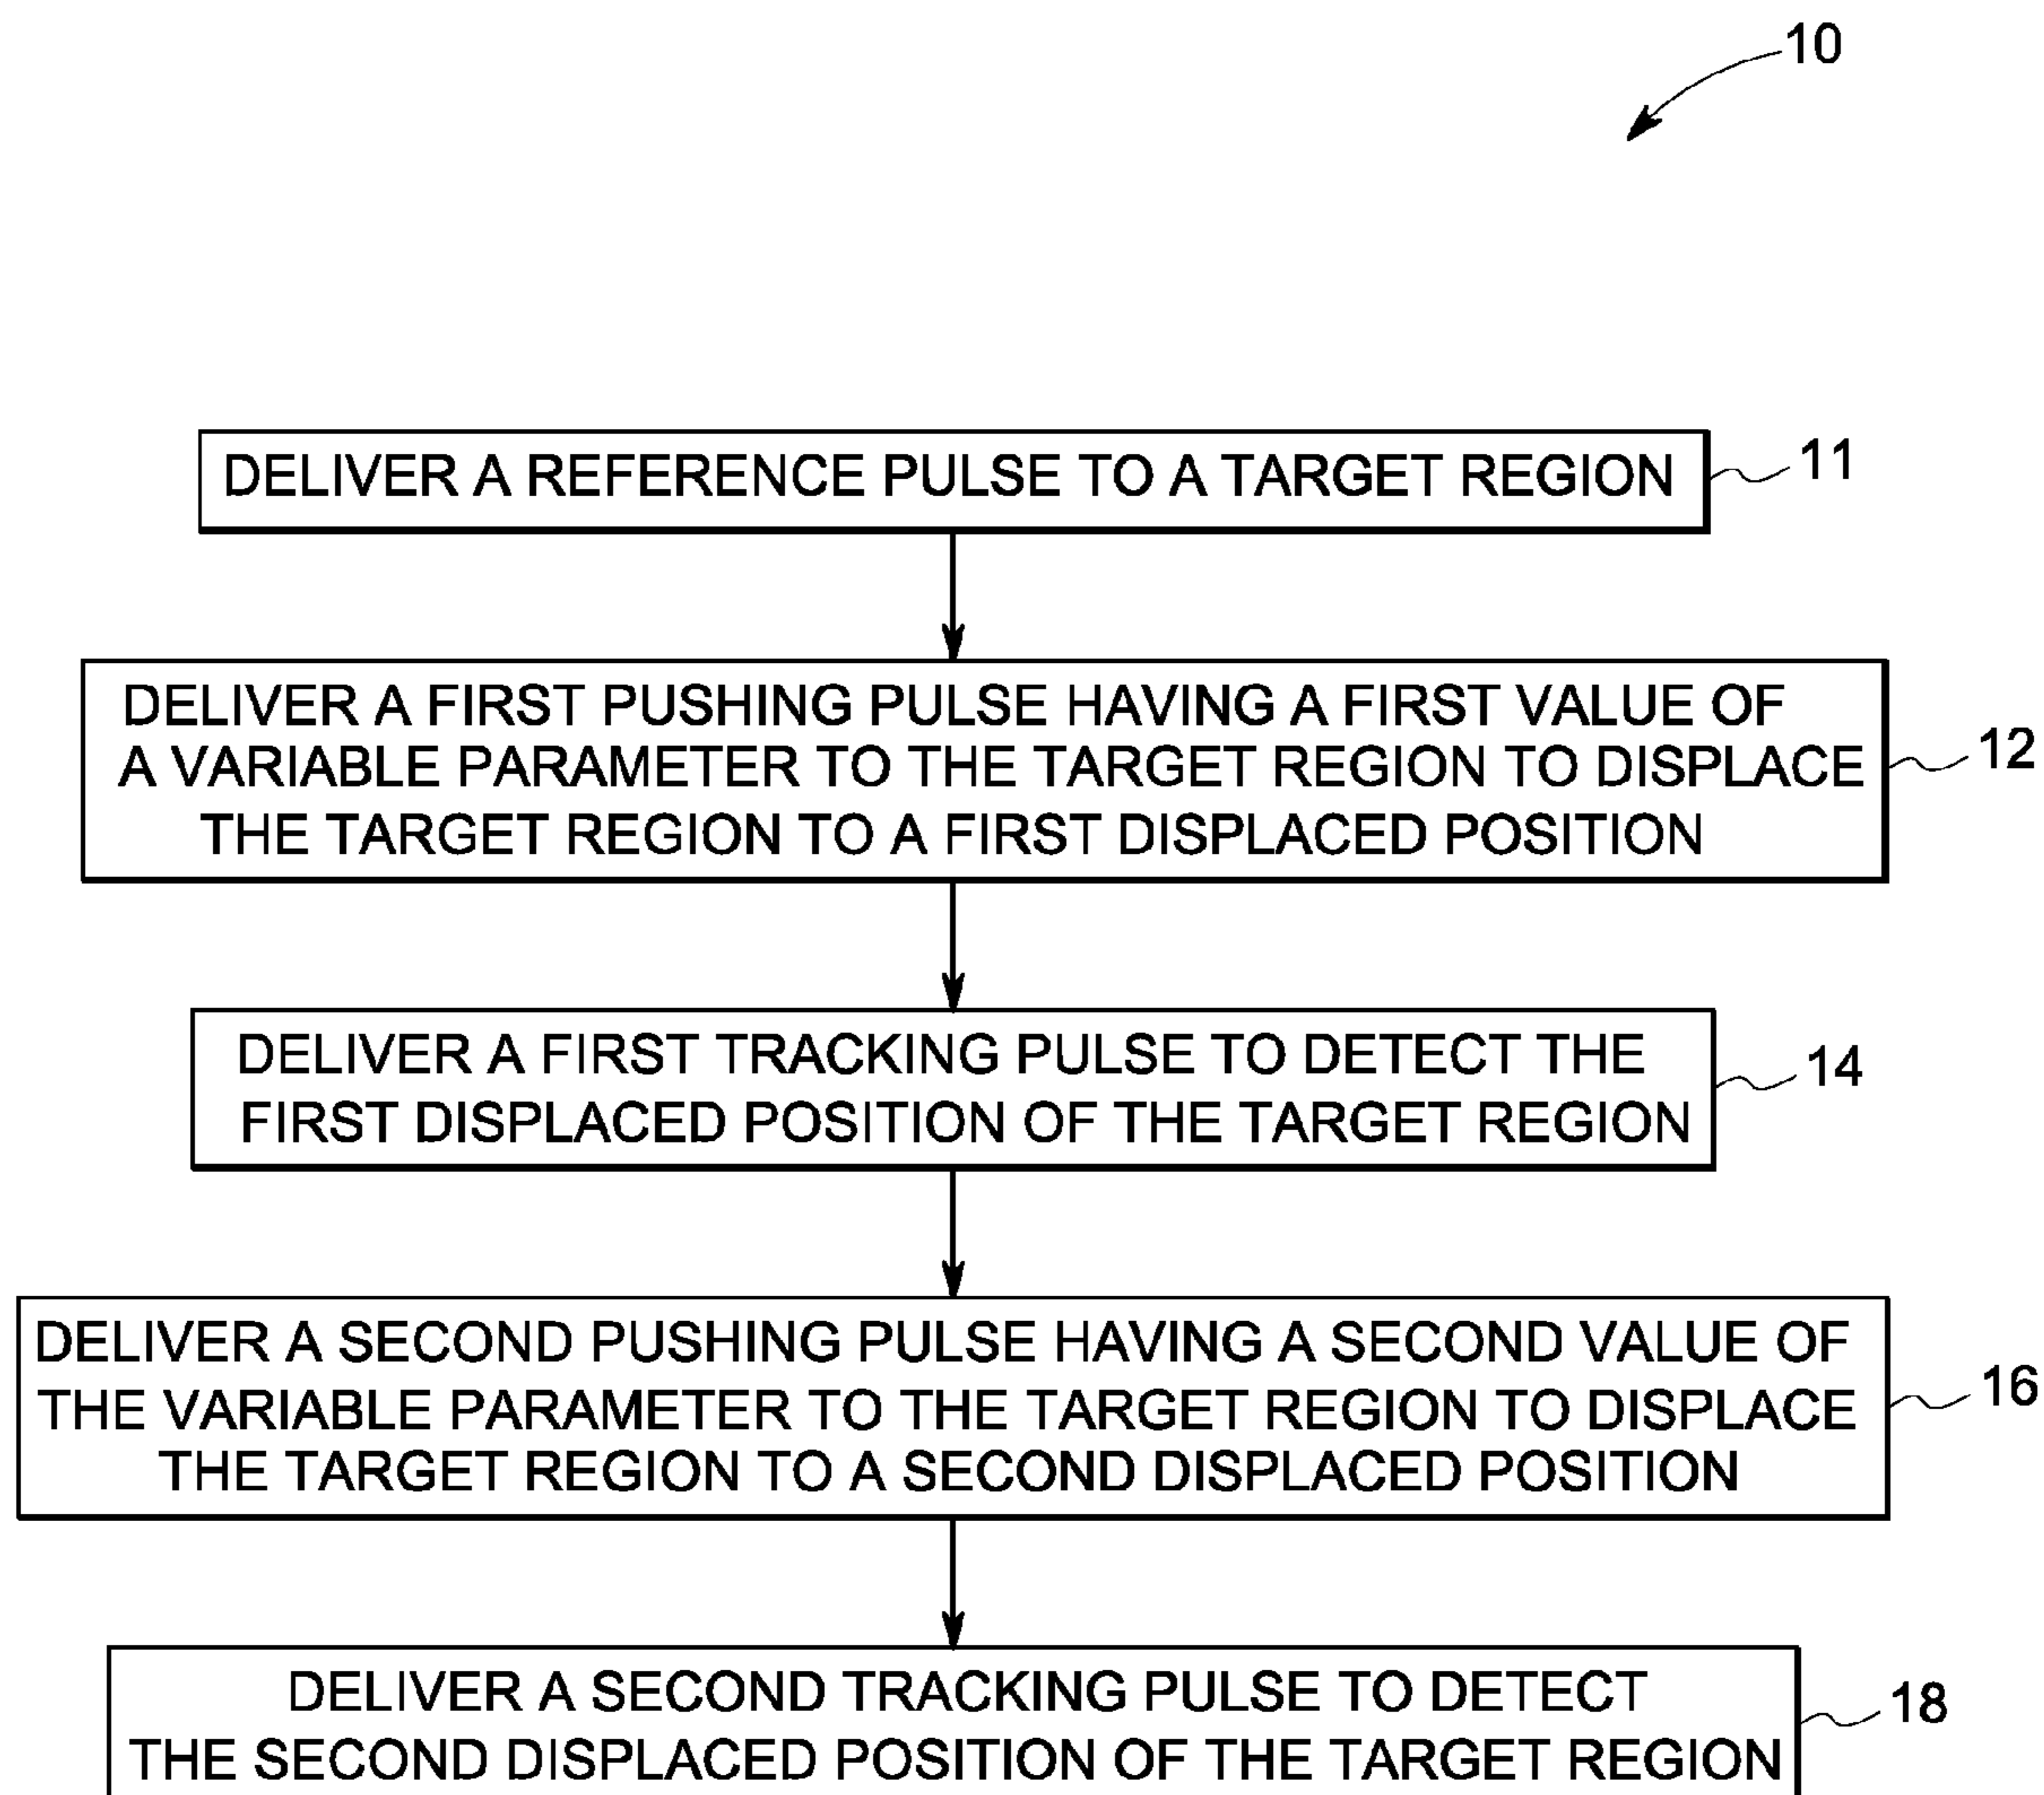 10
DELIVER A REFERENCE PULSE TO A TARGET REGION
11
DELIVER A FIRST PUSHING PULSE HAVING A FIRST VALUE OF
A VARIABLE PARAMETER TO THE TARGET REGION TO DISPLACE
THE TARGET REGION TO A FIRST DISPLACED POSITION
12
DELIVER A FIRST TRACKING PULSE TO DETECT THE
FIRST DISPLACED POSITION OF THE TARGET REGION
14
DELIVER A SECOND PUSHING PULSE HAVING A SECOND VALUE OF
THE VARIABLE PARAMETER TO THE TARGET REGION TO DISPLACE
THE TARGET REGION TO A SECOND DISPLACED POSITION
16
DELIVER A SECOND TRACKING PULSE TO DETECT
THE SECOND DISPLACED POSITION OF THE TARGET REGION
18